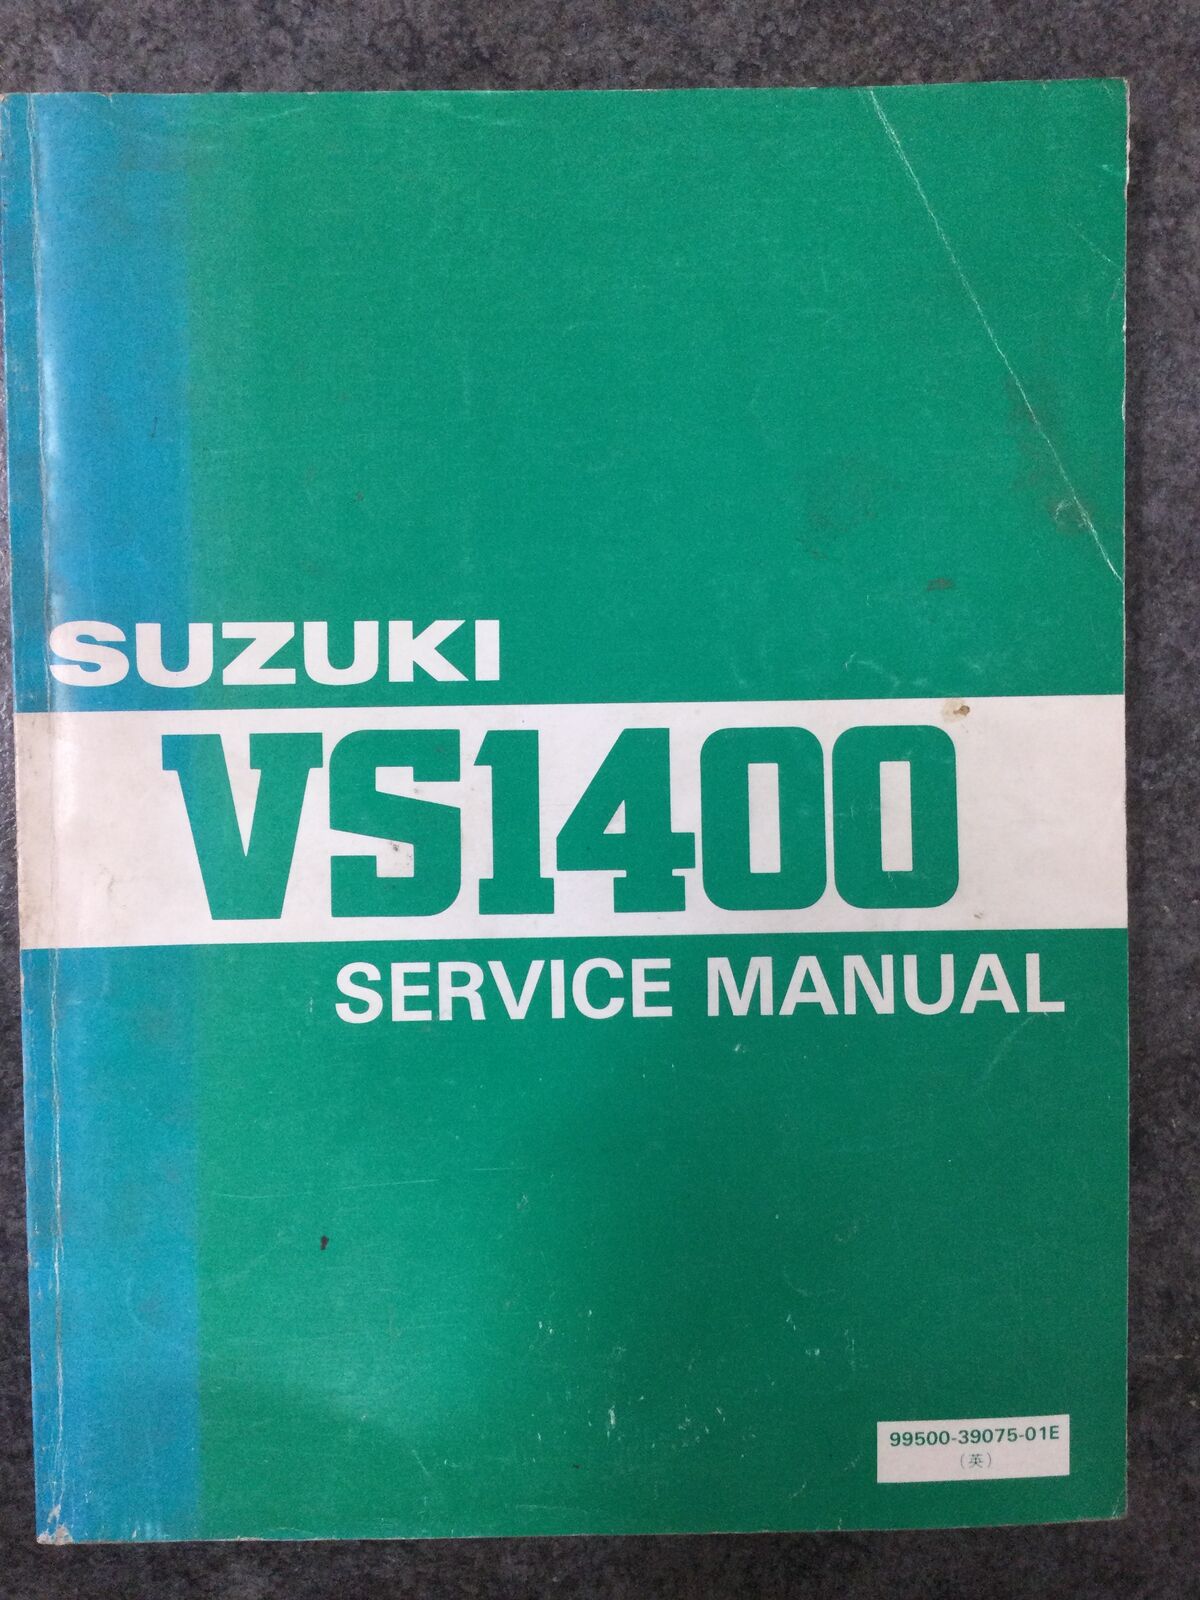 SUZUKI
VS1400
SERVICE MANUAL
99500-39075-01E
(英)